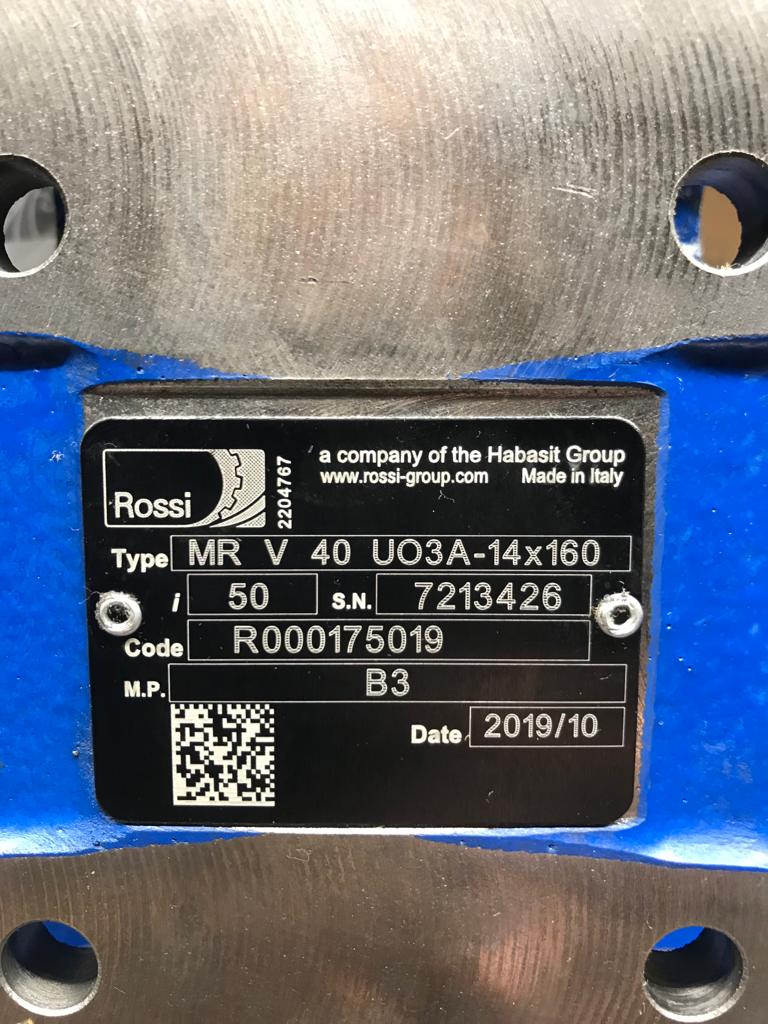 Rossi
2204767
a company of the Habasit Group
www.rossi-group.com Made in Italy
Type MR V 40 UO3A-14x160
i 50 S.N. 7213426
Code R000175019
M.P. B3
Date 2019/10